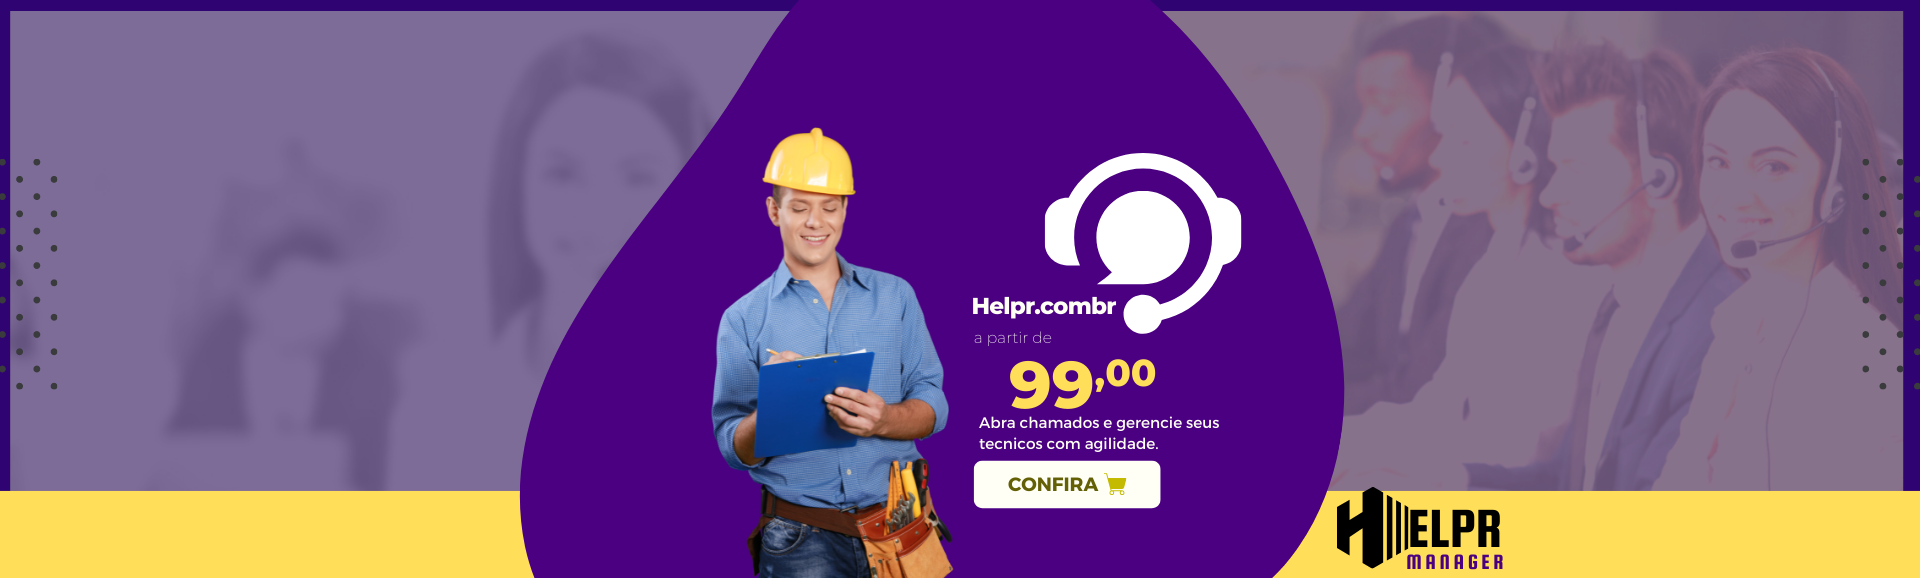 Helpr.combr
a partir de
99,00
Abra chamados e gerencie seus
tecnicos com agilidade.
CONFIRA
HELPR
MANAGER